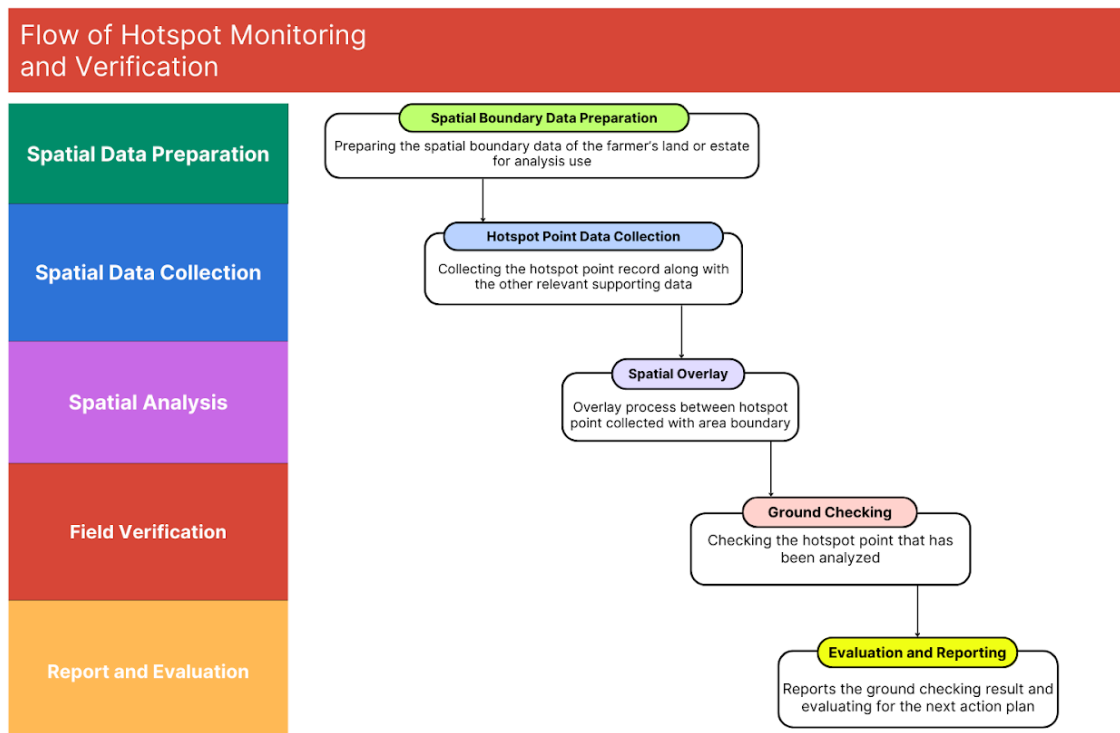 Flow of Hotspot Monitoring
and Verification
Spatial Data Preparation
Spatial Boundary Data Preparation
Preparing the spatial boundary data of the farmer's land or estate
for analysis use
Spatial Data Collection
Hotspot Point Data Collection
Collecting the hotspot point record along with
the other relevant supporting data
Spatial Analysis
Spatial Overlay
Overlay process between hotspot
point collected with area boundary
Field Verification
Ground Checking
Checking the hotspot point that has
been analyzed
Report and Evaluation
Evaluation and Reporting
Reports the ground checking result and
evaluating for the next action plan